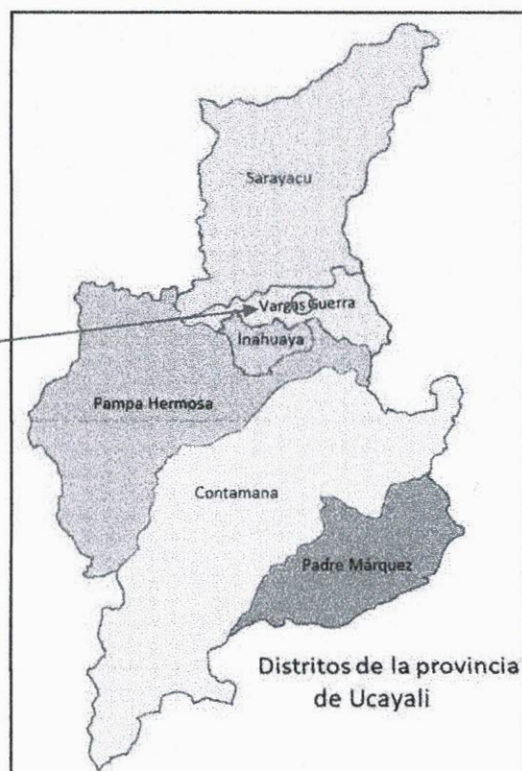 Sarayacu
Vargas Guerra
Inahuaya
Pampa Hermosa
Contamana
Padre Márquez
Distritos de la provincia
de Ucayali